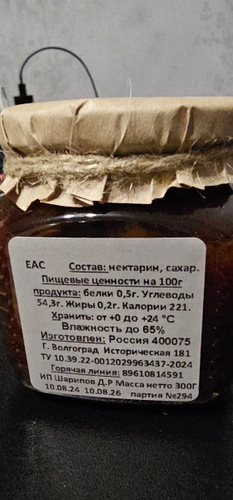 ЕАС Состав: нектарин, сахар.
Пищевые ценности на 100г
продукта: белки 0,5г. Углеводы
54,3г. Жиры 0,2г. Калории 221.
Хранить: от +0 до +24 °C
Влажность до 65%
Изготовлен: Россия 400075
Г. Волгоград Историческая 181
ТУ 10.39.22-0012029963437-2024
Горячая линия: 89610814591
ИП Шарипов Д.Р Масса нетто 300г
10.08.24 10.08.26 партия №294